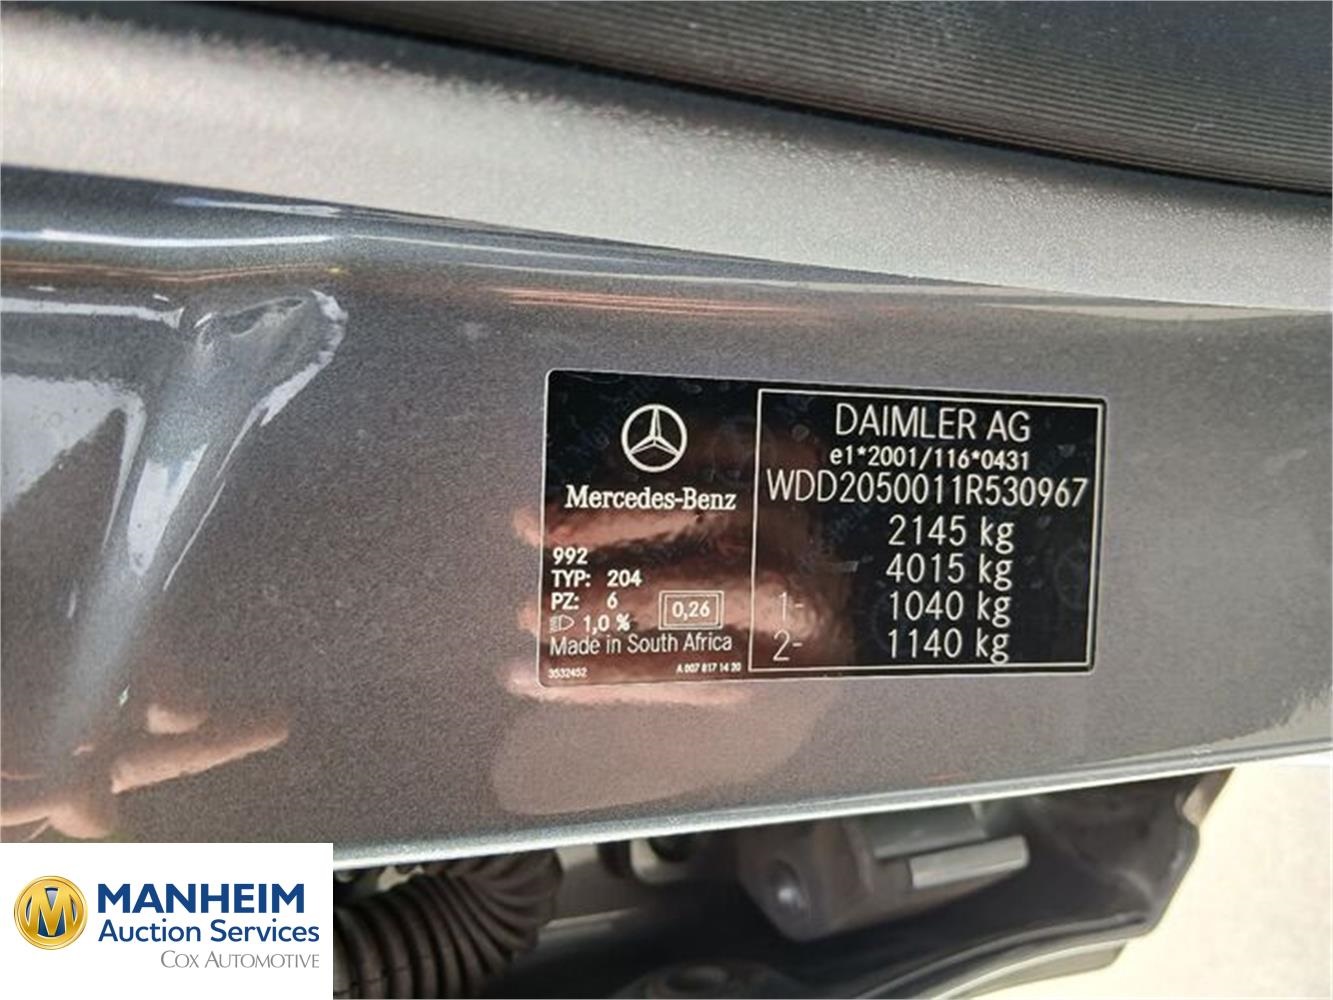 Mercedes-Benz
992
TYP: 204
PZ: 6
1,0 %
0,26
Made in South Africa
3532452
A 007 817 14 20
DAIMLER AG
e1*2001/116*0431
WDD2050011R530967
2145 kg
4015 kg
1- 1040 kg
2- 1140 kg
MANHEIM
Auction Services
COX AUTOMOTIVE